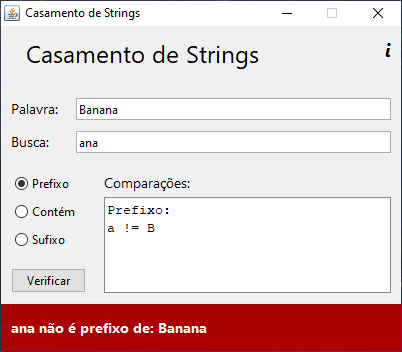 Casamento de Strings
Casamento de Strings
i
Palavra: Banana
Busca: ana
Prefixo
Contém
Sufixo
Comparações:
Prefixo:
a != B
Verificar
ana não é prefixo de: Banana